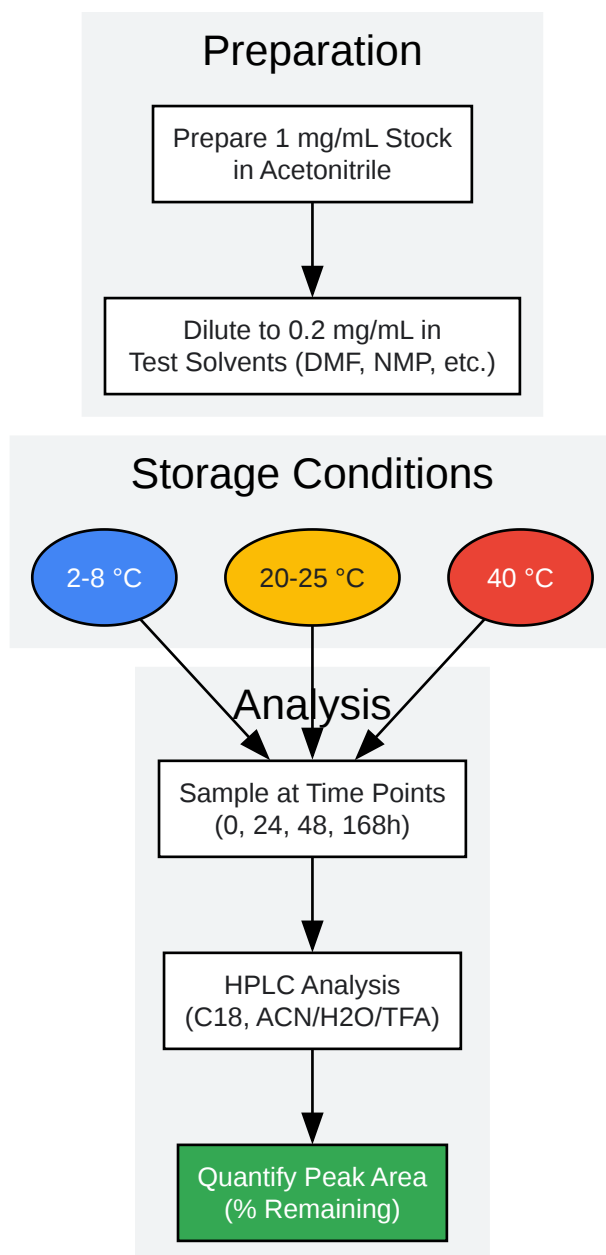 Preparation
Prepare 1 mg/mL Stock
in Acetonitrile
Dilute to 0.2 mg/mL in
Test Solvents (DMF, NMP, etc.)
Storage Conditions
2-8 °C
20-25 °C
40 °C
Analysis
Sample at Time Points
(0, 24, 48, 168h)
HPLC Analysis
(C18, ACN/H2O/TFA)
Quantify Peak Area
(% Remaining)